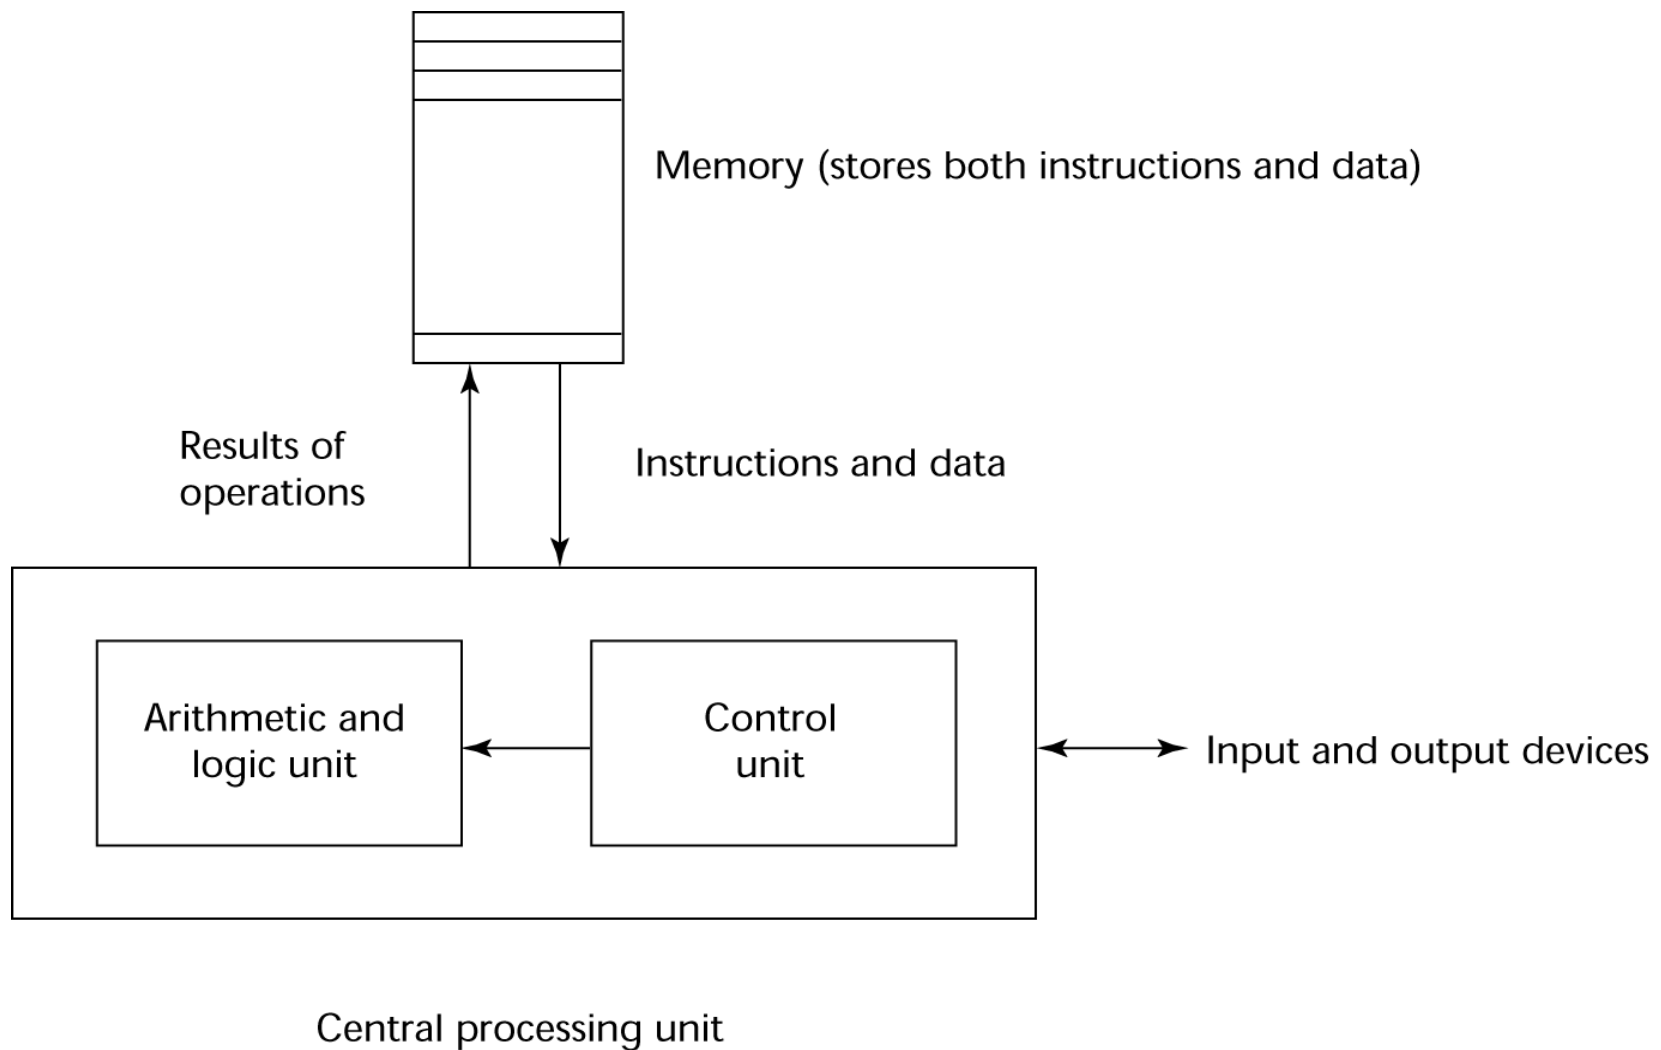 Memory (stores both instructions and data)
Results of
operations
Instructions and data
Arithmetic and
logic unit
Control
unit
Input and output devices
Central processing unit